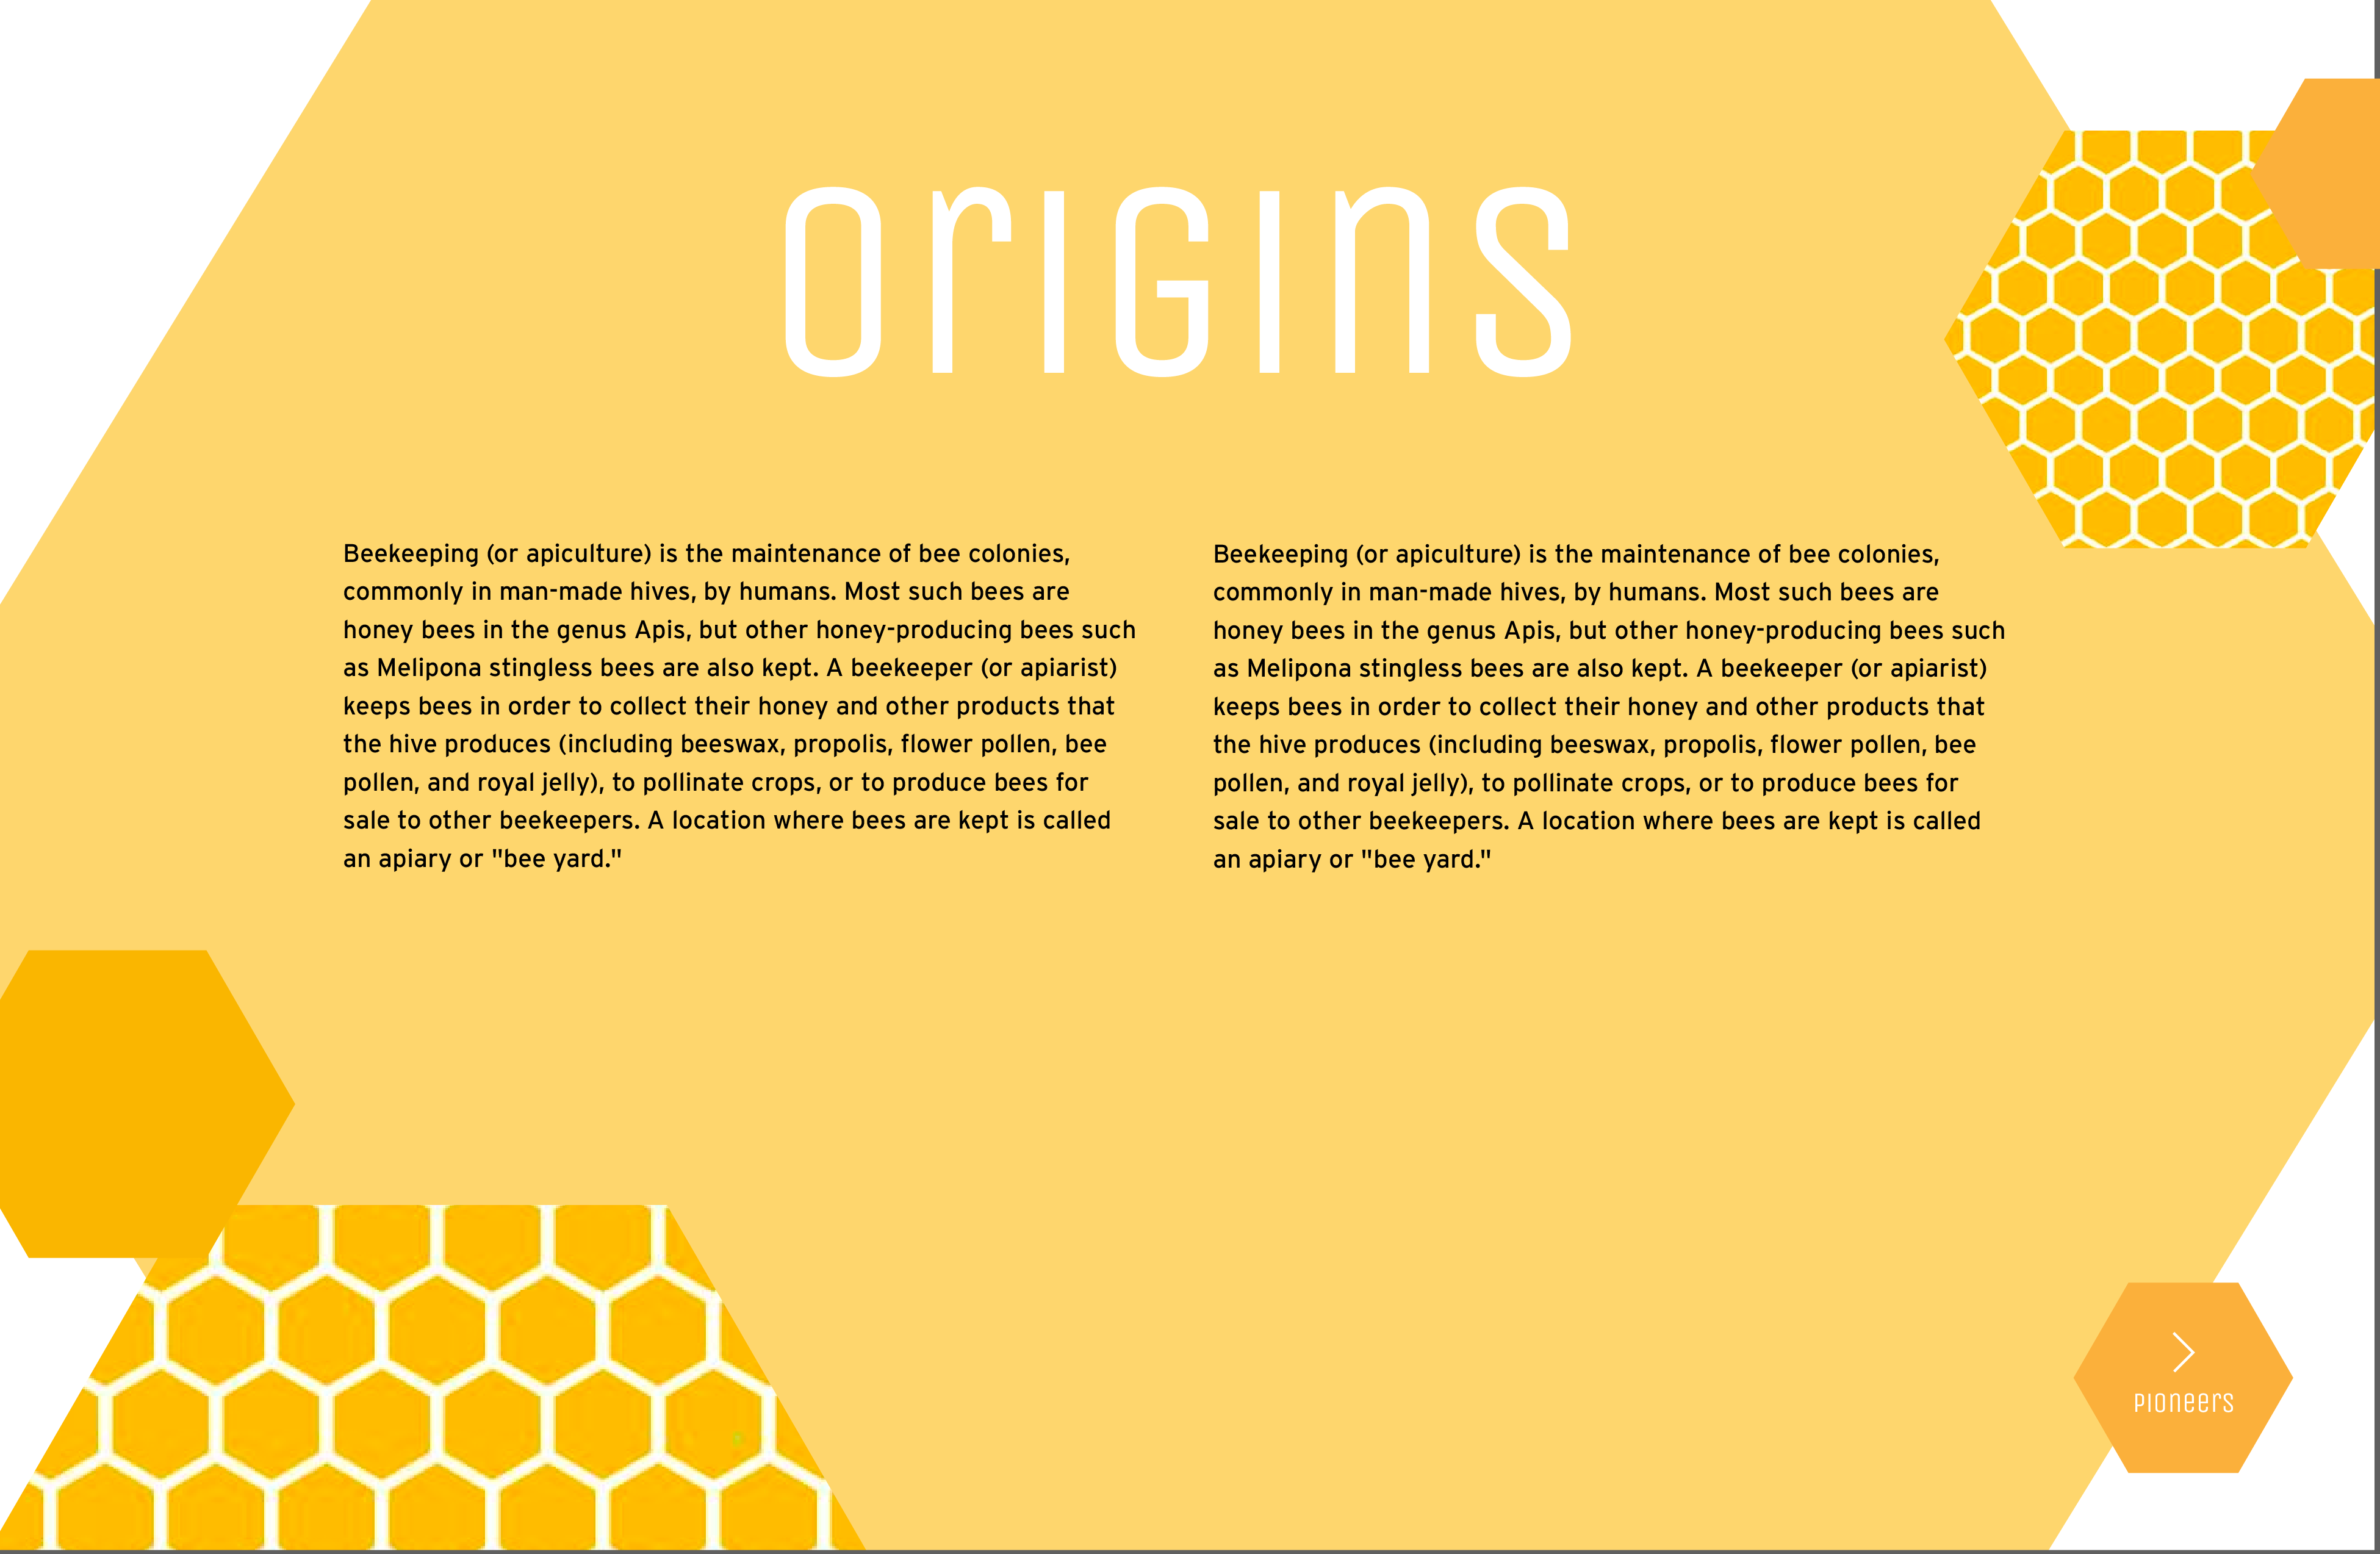 ORIGINS
Beekeeping (or apiculture) is the maintenance of bee colonies,
commonly in man-made hives, by humans. Most such bees are
honey bees in the genus Apis, but other honey-producing bees such
as Melipona stingless bees are also kept. A beekeeper (or apiarist)
keeps bees in order to collect their honey and other products that
the hive produces (including beeswax, propolis, flower pollen, bee
pollen, and royal jelly), to pollinate crops, or to produce bees for
sale to other beekeepers. A location where bees are kept is called
an apiary or "bee yard."
Beekeeping (or apiculture) is the maintenance of bee colonies,
commonly in man-made hives, by humans. Most such bees are
honey bees in the genus Apis, but other honey-producing bees such
as Melipona stingless bees are also kept. A beekeeper (or apiarist)
keeps bees in order to collect their honey and other products that
the hive produces (including beeswax, propolis, flower pollen, bee
pollen, and royal jelly), to pollinate crops, or to produce bees for
sale to other beekeepers. A location where bees are kept is called
an apiary or "bee yard."
PIONEERS